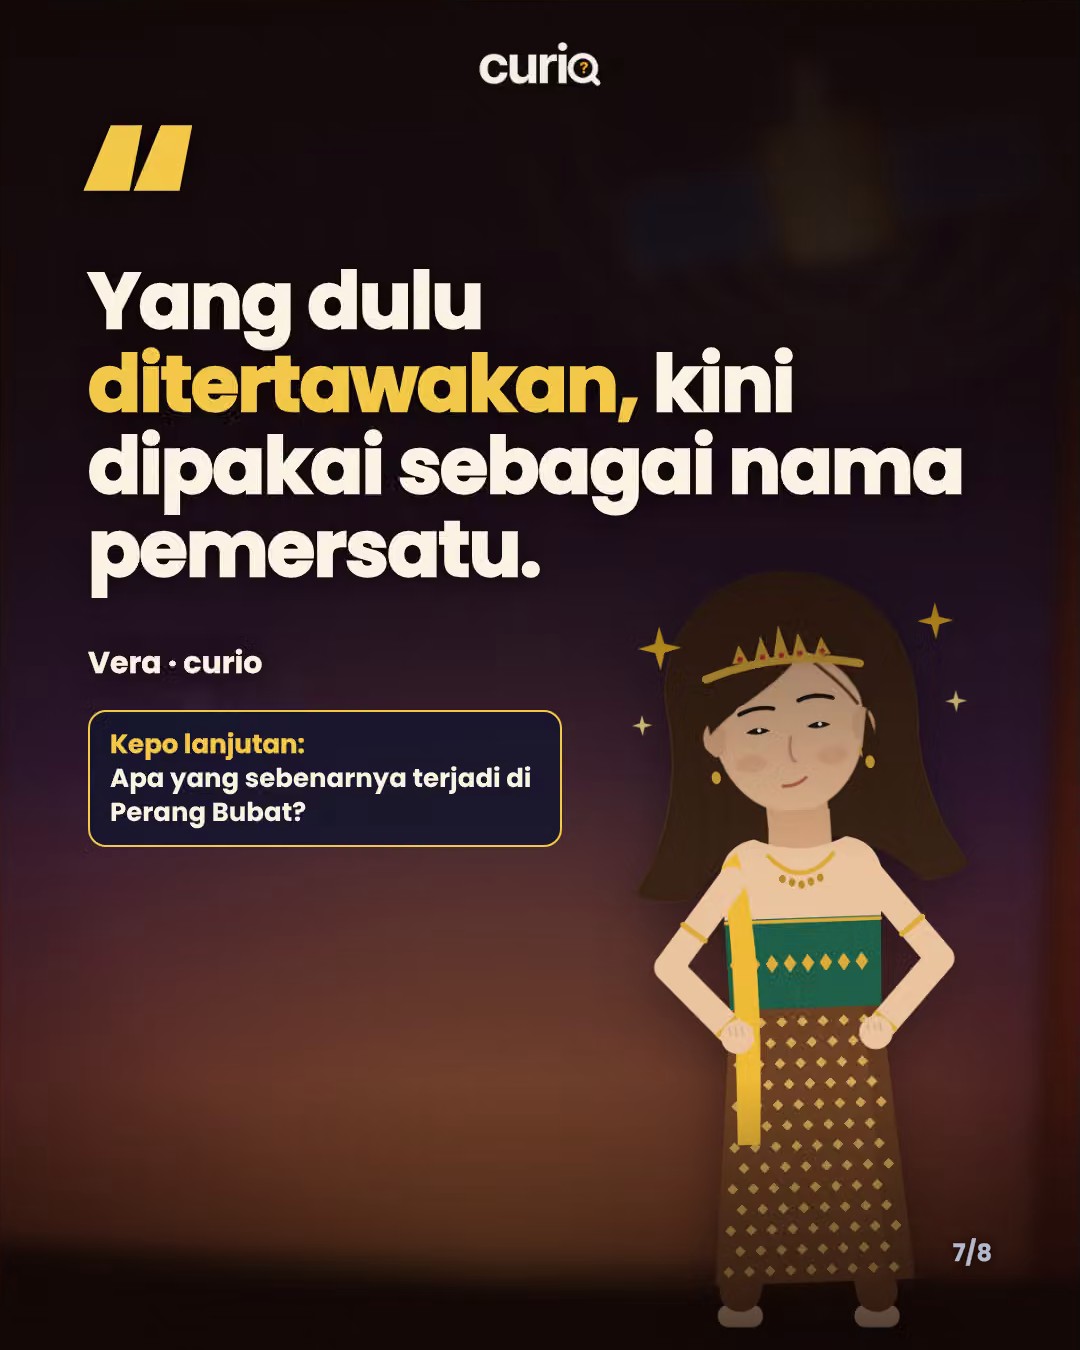 curio
Yang dulu
ditertawakan, kini
dipakai sebagai nama
pemersatu.
Vera · curio
Kepo lanjutan:
Apa yang sebenarnya terjadi di
Perang Bubat?
7/8